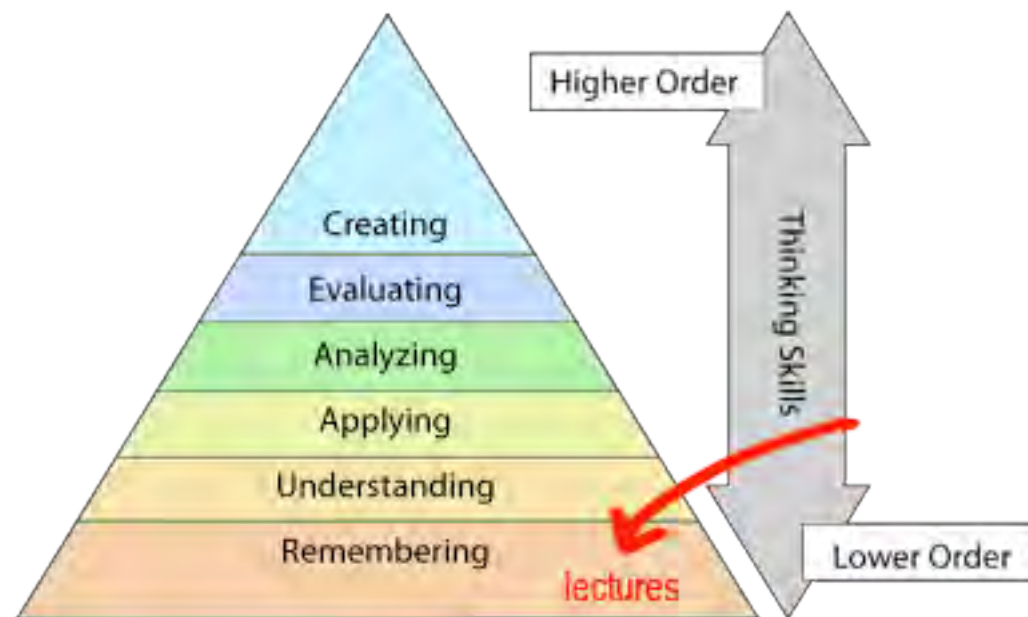 Higher Order
Creating
Evaluating
Thinking Skills
Analyzing
Applying
Understanding
Remembering
Lower Order
lectures